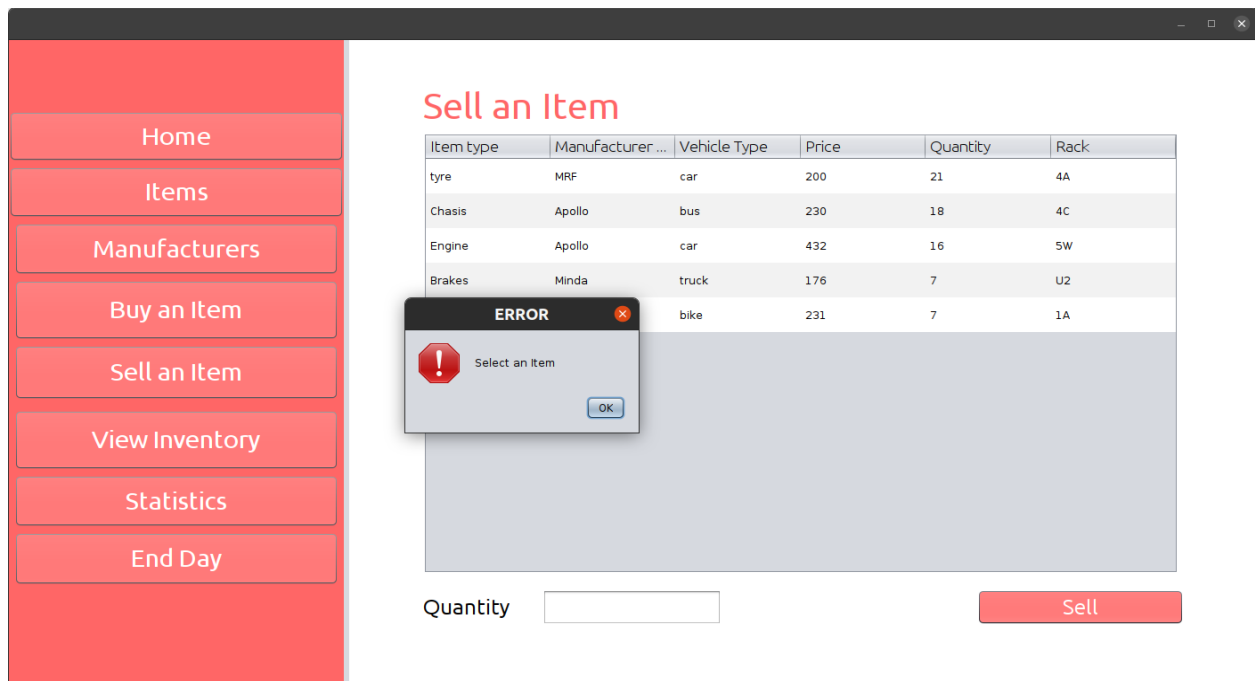 Home
Items
Manufacturers
Buy an Item
Sell an Item
View Inventory
Statistics
End Day
Sell an Item
Item type Manufacturer ... Vehicle Type Price Quantity Rack
tyre MRF car 200 21 4A
Chasis Apollo bus 230 18 4C
Engine Apollo car 432 16 5W
Brakes Minda truck 176 7 U2
bike 231 7 1A
ERROR
Select an Item
OK
Quantity
Sell